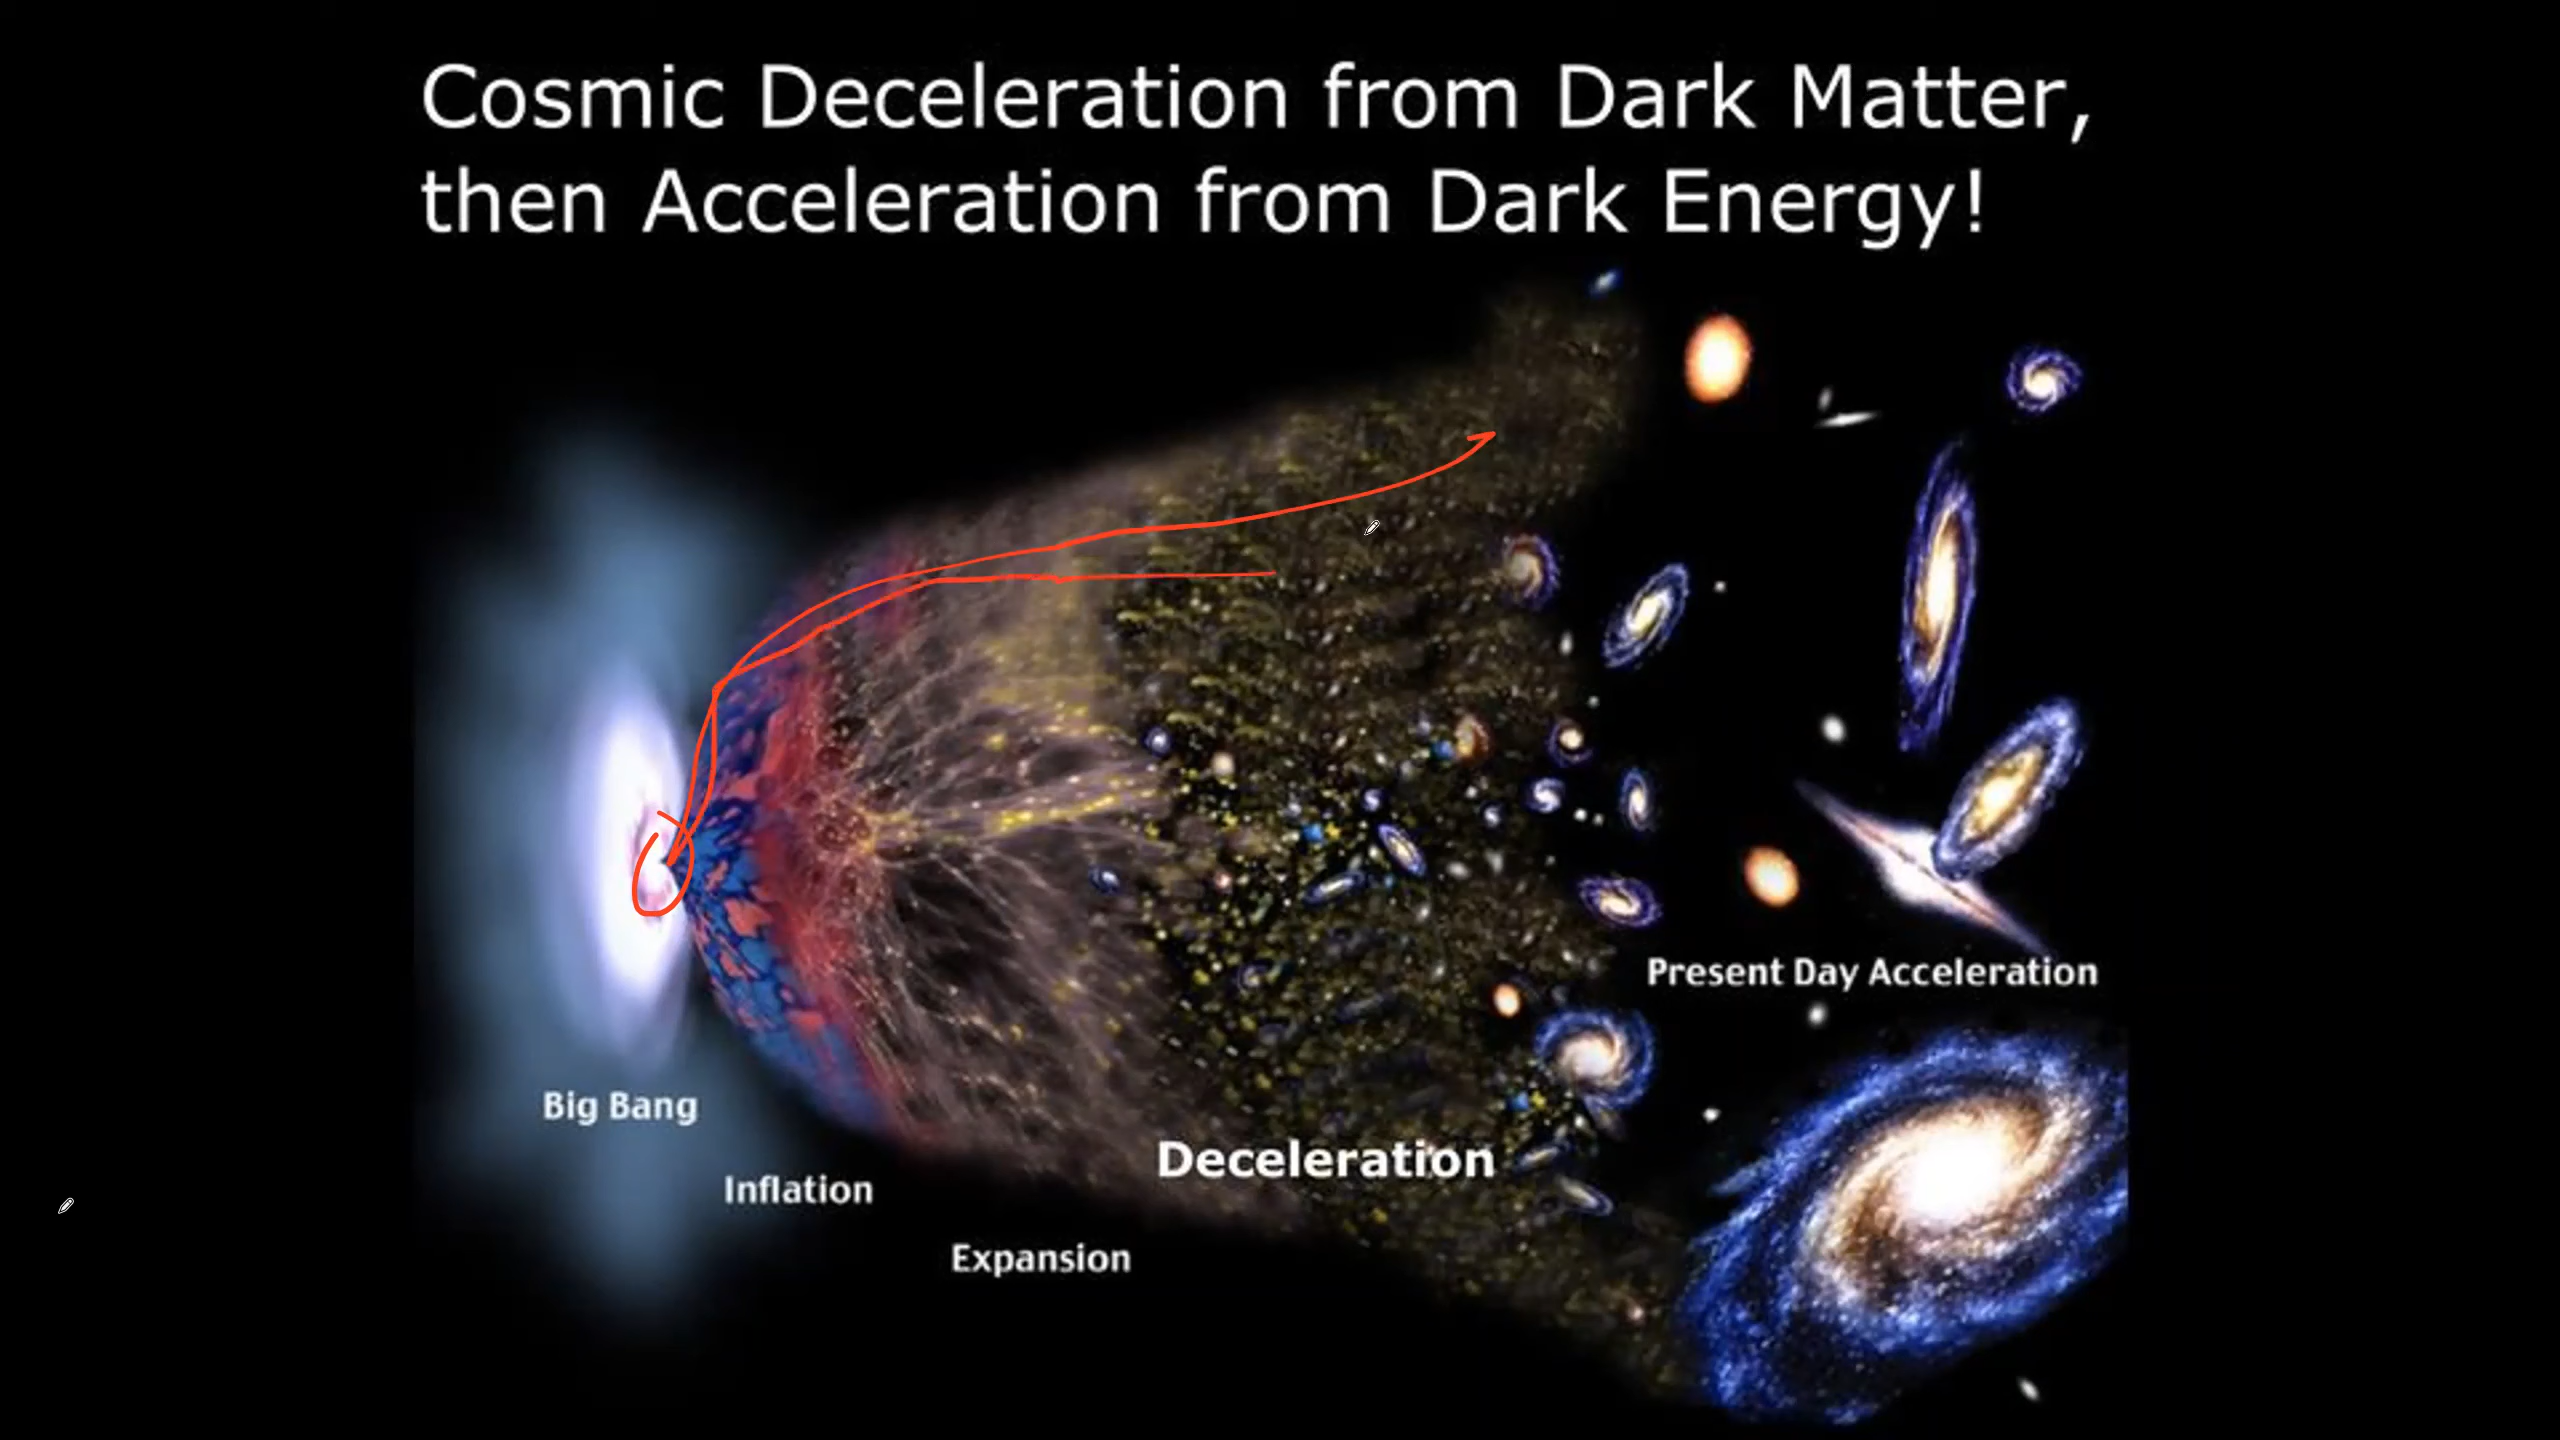 Cosmic Deceleration from Dark Matter,
then Acceleration from Dark Energy!
Present Day Acceleration
Big Bang
Deceleration
Inflation
Expansion